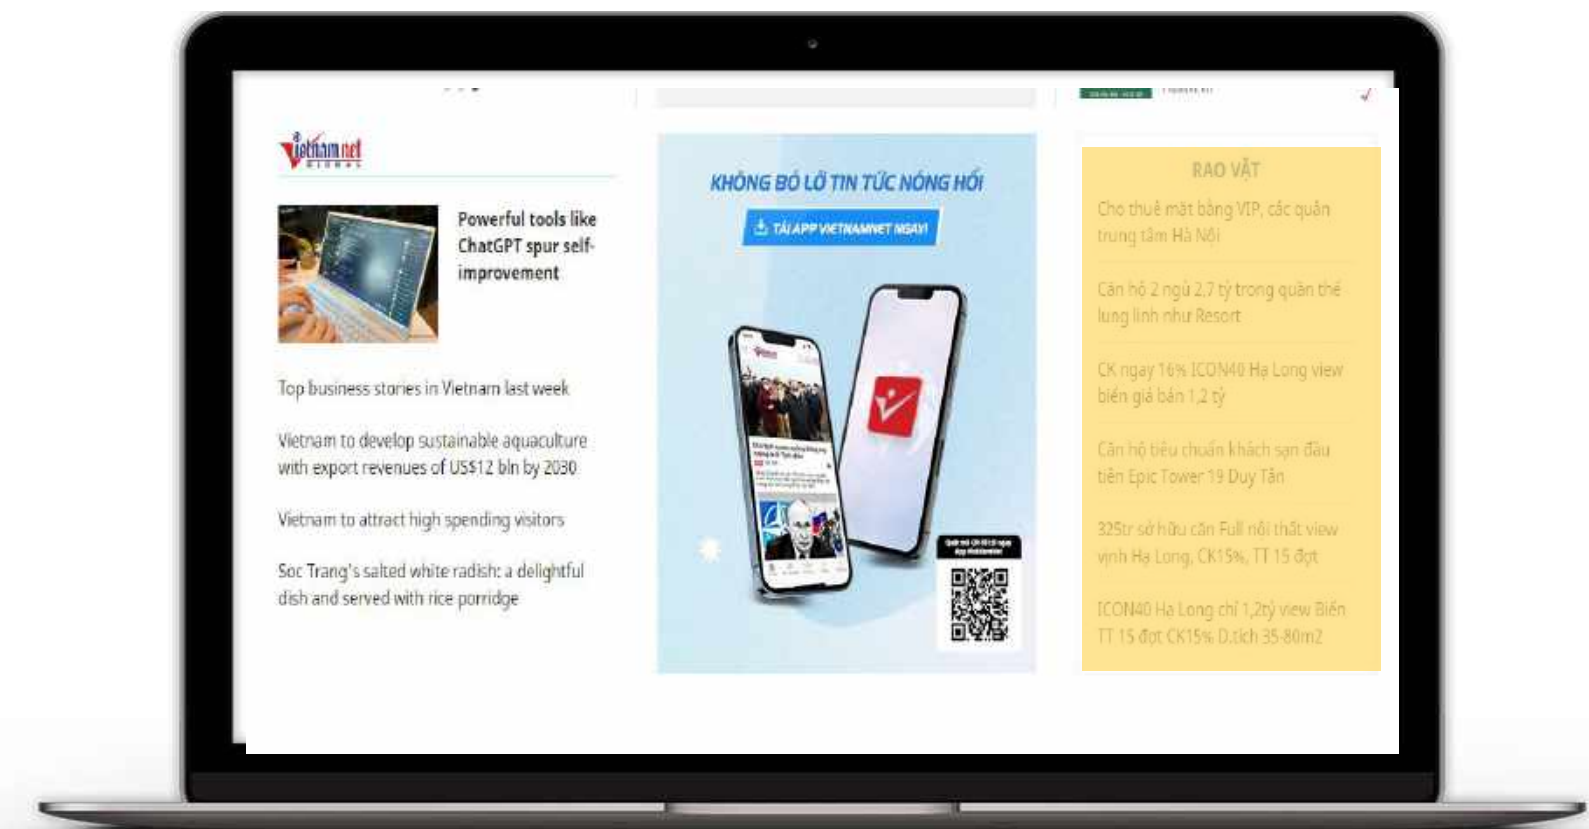 Vietnam net
GLOBAL
Powerful tools like
ChatGPT spur self-
improvement
Top business stories in Vietnam last week
Vietnam to develop sustainable aquaculture
with export revenues of US$12 bln by 2030
Vietnam to attract high spending visitors
Soc Trang's salted white radish: a delightful
dish and served with rice porridge
KHÔNG BỎ LỠ TIN TỨC NÓNG HỔI
TẢI APP VIETNAMNET NGAY!
RAO VẶT
Cho thuê mặt bằng VIP, các quận
trung tâm Hà Nội
Căn hộ 2 ngủ 2,7 tỷ trong quần thể
lung linh như Resort
CK ngay 16% ICON40 Hạ Long view
biển giá bán 1,2 tỷ
Căn hộ tiêu chuẩn khách sạn đầu
tiên Epic Tower 19 Duy Tân
325tr sở hữu căn Full nội thất view
vịnh Hạ Long, CK15%, TT 15 đợt
ICON40 Hạ Long chỉ 1,2tỷ view Biển
TT 15 đợt CK15% D.tích 35-80m2